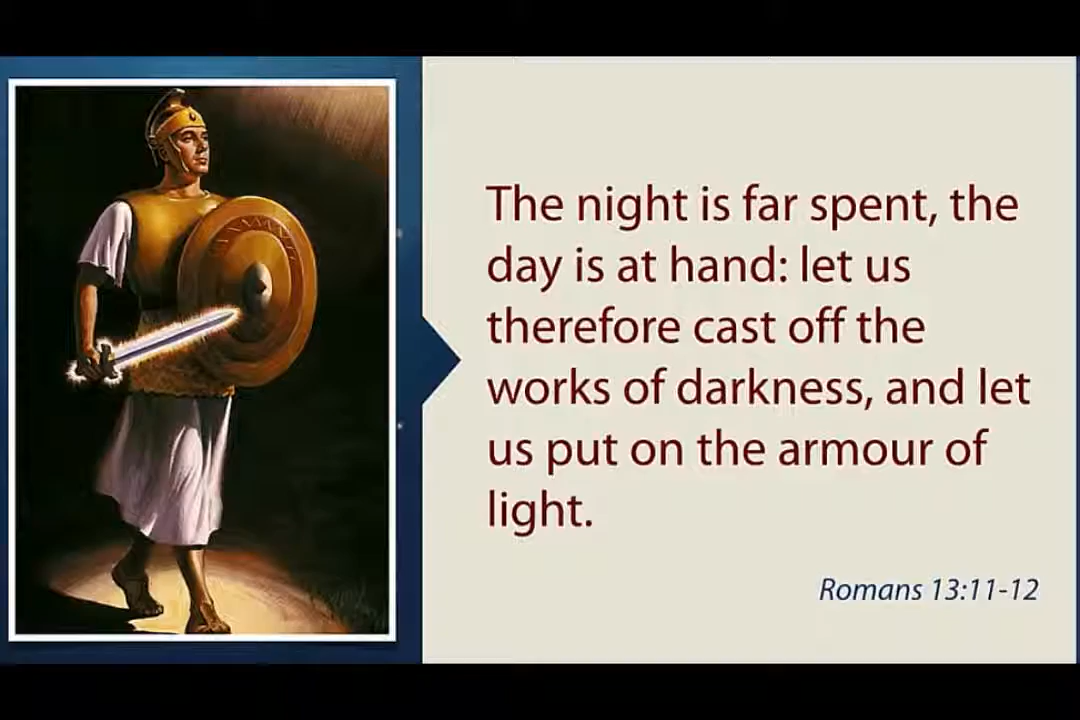 The night is far spent, the
day is at hand: let us
therefore cast off the
works of darkness, and let
us put on the armour of
light.
Romans 13:11-12